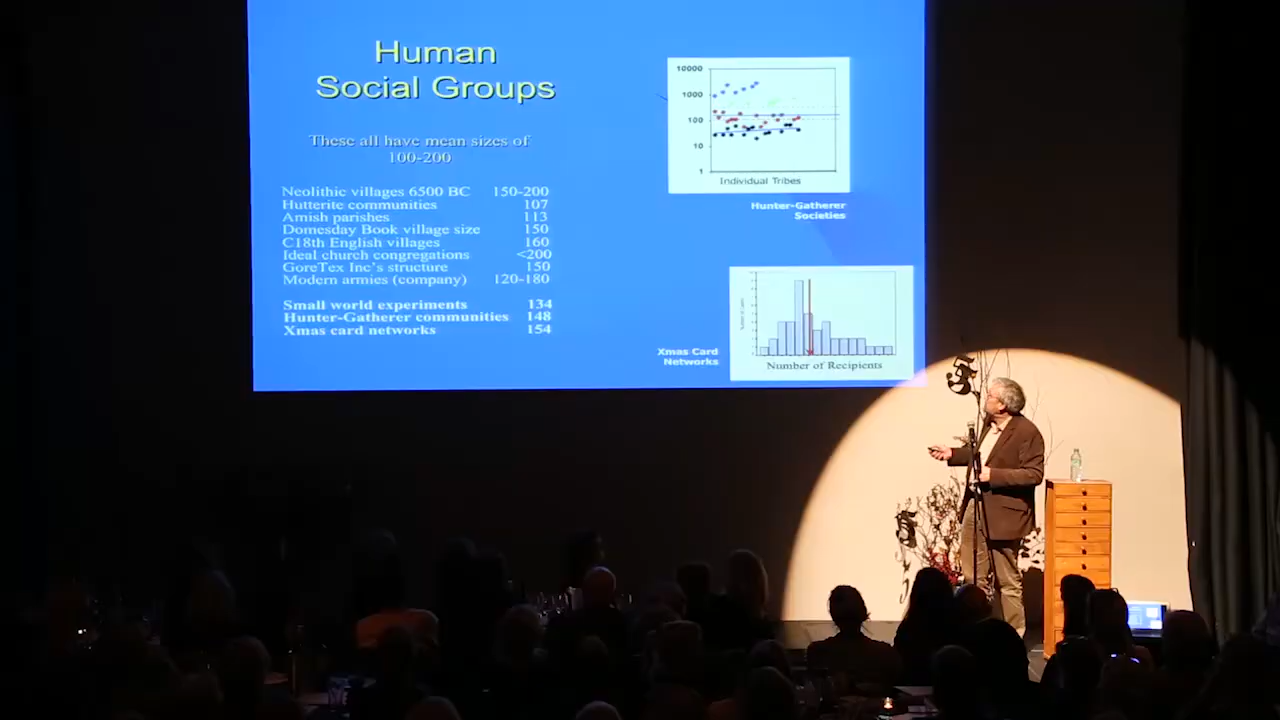 Human
Social Groups
These all have mean sizes of
100-200
Neolithic villages 6500 BC 150-200
Hutterite communities 107
Amish parishes 113
Domesday Book village size 150
C18th English villages 160
Ideal church congregations <200
GoreTex Inc's structure 150
Modern armies (company) 120-180
Small world experiments 134
Hunter-Gatherer communities 148
Xmas card networks 154
10000
1000
100
10
1
Individual Tribes
Hunter-Gatherer
Societies
Xmas Card
Networks
Number of Recipients